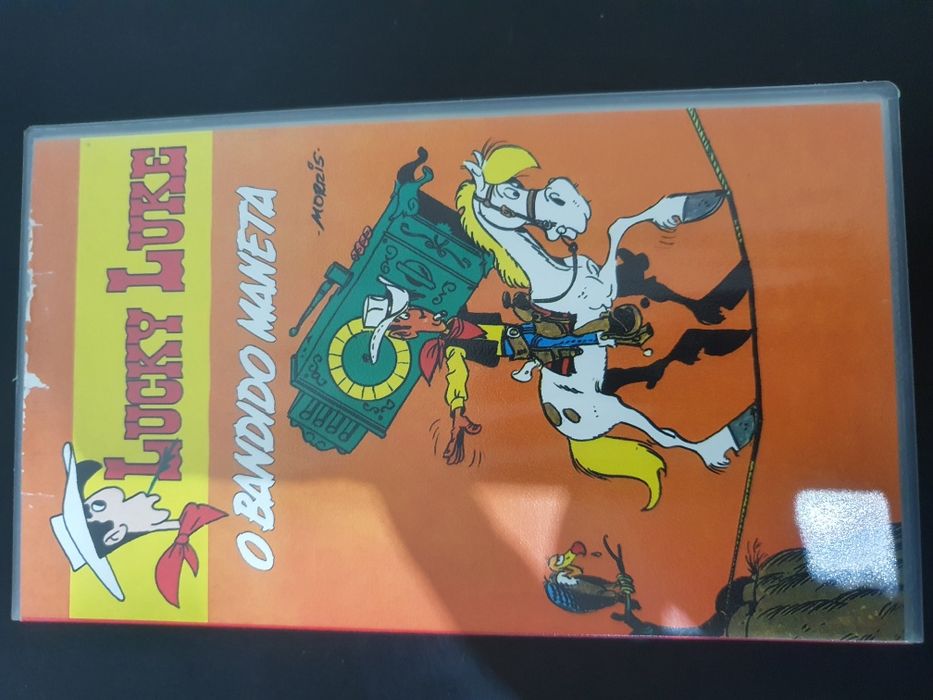 LUCKY LUKE
O BANDIDO MANETA
·MORRIS·